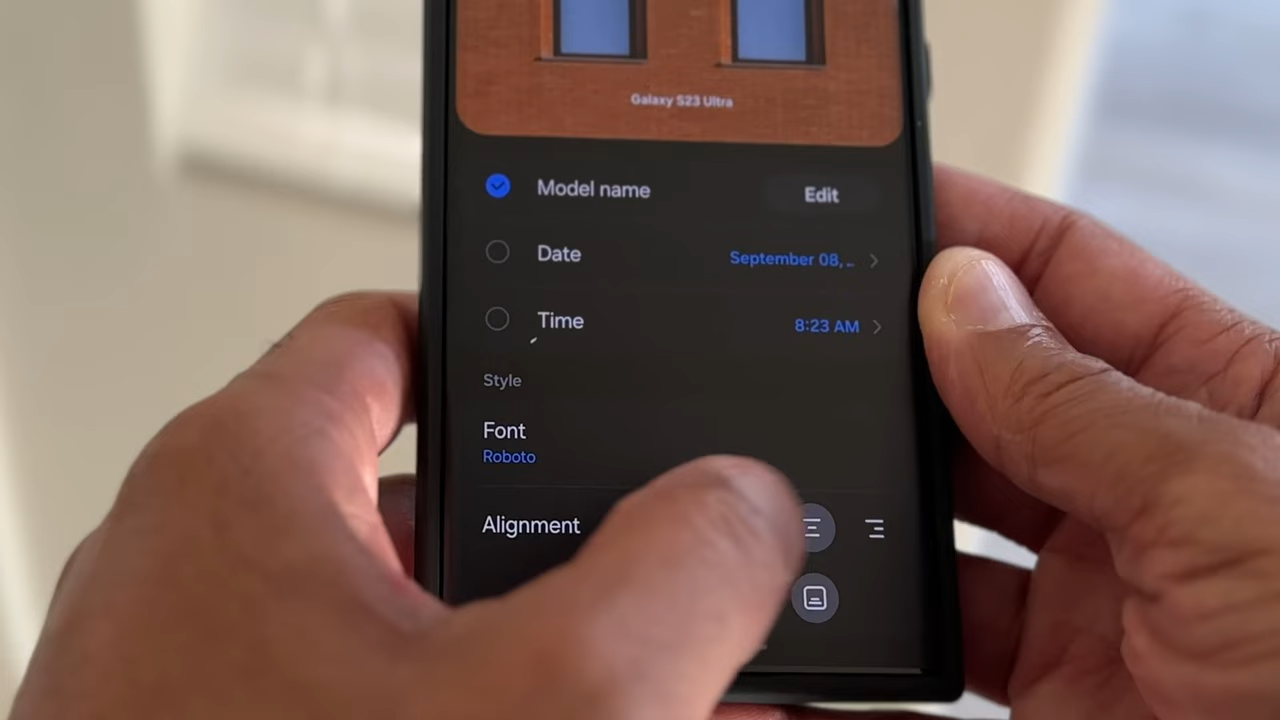 Galaxy S23 Ultra
Model name
Edit
Date
September 08, ..
Time
8:23 AM
Style
Font
Roboto
Alignment